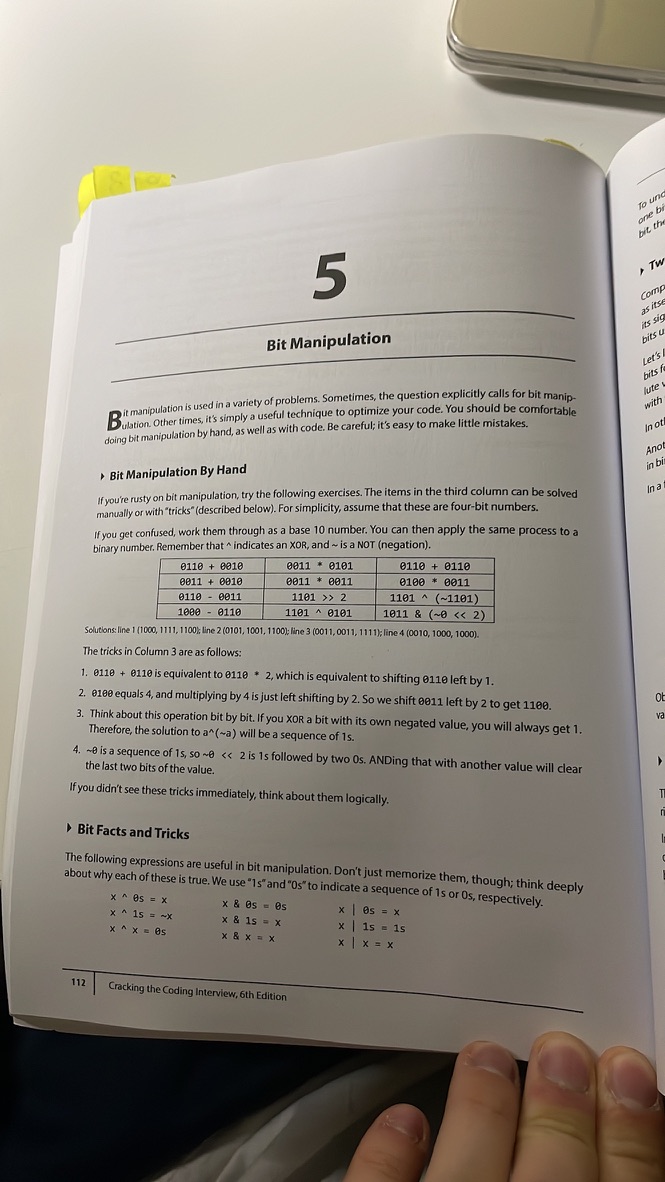 5
Bit Manipulation
Bit manipulation is used in a variety of problems. Sometimes, the question explicitly calls for bit manip-
ulation. Other times, it's simply a useful technique to optimize your code. You should be comfortable
doing bit manipulation by hand, as well as with code. Be careful; it's easy to make little mistakes.
▸ Bit Manipulation By Hand
If you're rusty on bit manipulation, try the following exercises. The items in the third column can be solved
manually or with "tricks" (described below). For simplicity, assume that these are four-bit numbers.
If you get confused, work them through as a base 10 number. You can then apply the same process to a
binary number. Remember that ^ indicates an XOR, and ~ is a NOT (negation).
0110 + 0010 0011 * 0101 0110 + 0110
0011 + 0010 0011 * 0011 0100 * 0011
0110 - 0011 1101 >> 2 1101 ^ (~1101)
1000 - 0110 1101 ^ 0101 1011 & (~0 << 2)
Solutions: line 1 (1000, 1111, 1100); line 2 (0101, 1001, 1100); line 3 (0011, 0011, 1111); line 4 (0010, 1000, 1000).
The tricks in Column 3 are as follows:
1. 0110 + 0110 is equivalent to 0110 * 2, which is equivalent to shifting 0110 left by 1.
2. 0100 equals 4, and multiplying by 4 is just left shifting by 2. So we shift 0011 left by 2 to get 1100.
3. Think about this operation bit by bit. If you XOR a bit with its own negated value, you will always get 1.
Therefore, the solution to a^(~a) will be a sequence of 1s.
4. ~0 is a sequence of 1s, so ~0 << 2 is 1s followed by two 0s. ANDing that with another value will clear
the last two bits of the value.
If you didn't see these tricks immediately, think about them logically.
▸ Bit Facts and Tricks
The following expressions are useful in bit manipulation. Don't just memorize them, though; think deeply
about why each of these is true. We use "1s" and "0s" to indicate a sequence of 1s or 0s, respectively.
x ^ 0s = x x & 0s = 0s x | 0s = x
x ^ 1s = ~x x & 1s = x x | 1s = 1s
x ^ x = 0s x & x = x x | x = x
112 Cracking the Coding Interview, 6th Edition
To und
one bi
bit, the
▸ Tw
Comp
as itse
its sig
bits u
Let's l
bits fo
lute v
with
In oth
Anot
in bi
In a